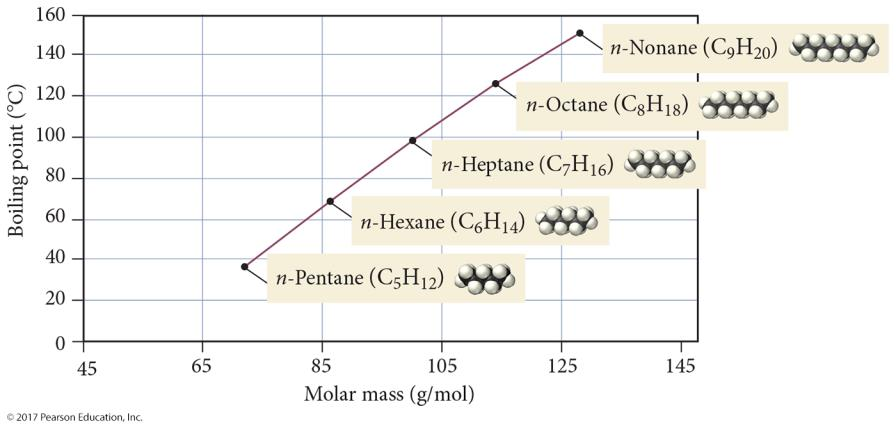 160
140
120
100
80
60
40
20
0
Boiling point (°C)
n-Nonane (C₉H₂₀)
n-Octane (C₈H₁₈)
n-Heptane (C₇H₁₆)
n-Hexane (C₆H₁₄)
n-Pentane (C₅H₁₂)
45 65 85 105 125 145
Molar mass (g/mol)
© 2017 Pearson Education, Inc.